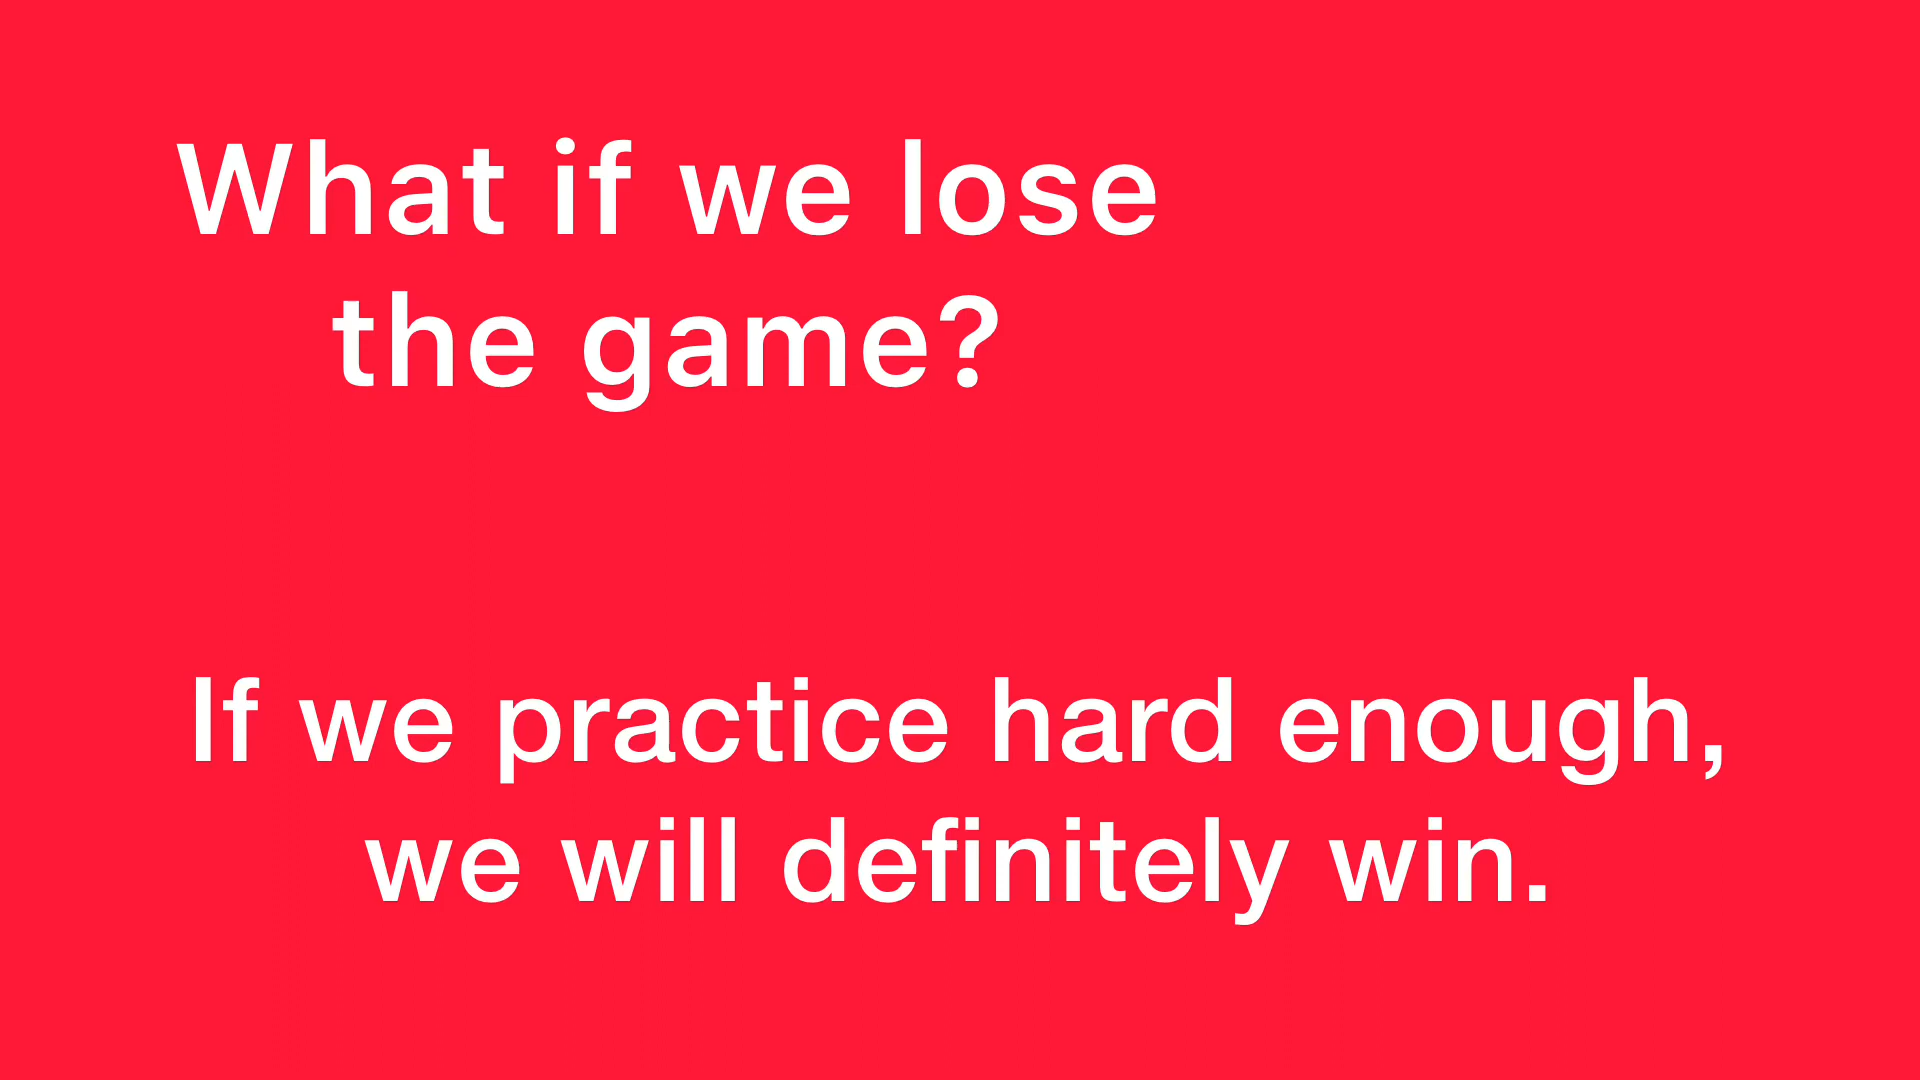 What if we lose
the game?
If we practice hard enough,
we will definitely win.